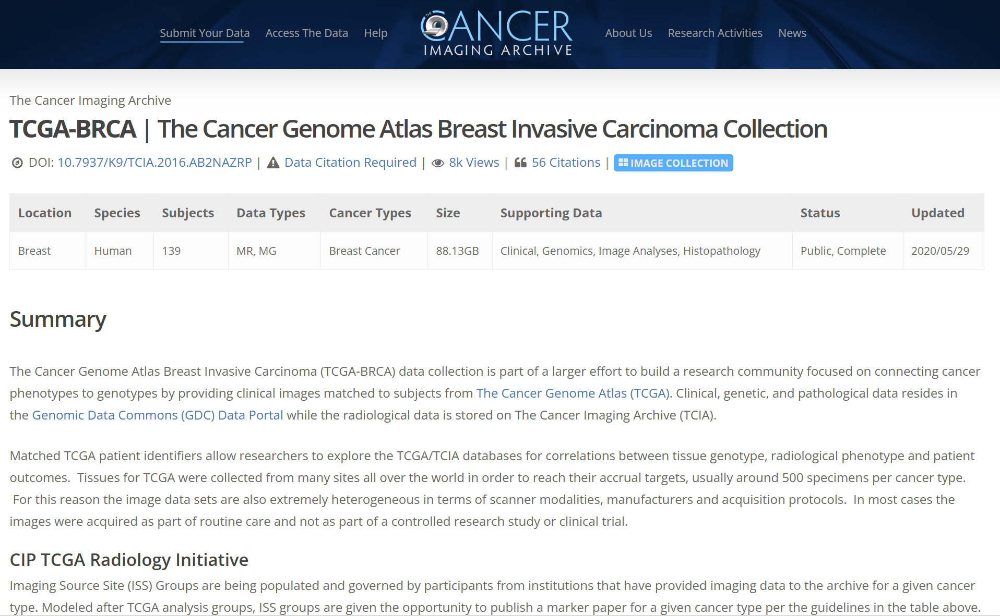 Submit Your Data Access The Data Help THE CANCER About Us Research Activities News
IMAGING ARCHIVE
The Cancer Imaging Archive
TCGA-BRCA | The Cancer Genome Atlas Breast Invasive Carcinoma Collection
DOI: 10.7937/K9/TCIA.2016.AB2NAZRP | Data Citation Required | 8k Views | 56 Citations | IMAGE COLLECTION
Location Species Subjects Data Types Cancer Types Size Supporting Data Status Updated
Breast Human 139 MR, MG Breast Cancer 88.13GB Clinical, Genomics, Image Analyses, Histopathology Public, Complete 2020/05/29
Summary
The Cancer Genome Atlas Breast Invasive Carcinoma (TCGA-BRCA) data collection is part of a larger effort to build a research community focused on connecting cancer
phenotypes to genotypes by providing clinical images matched to subjects from The Cancer Genome Atlas (TCGA). Clinical, genetic, and pathological data resides in
the Genomic Data Commons (GDC) Data Portal while the radiological data is stored on The Cancer Imaging Archive (TCIA).
Matched TCGA patient identifiers allow researchers to explore the TCGA/TCIA databases for correlations between tissue genotype, radiological phenotype and patient
outcomes. Tissues for TCGA were collected from many sites all over the world in order to reach their accrual targets, usually around 500 specimens per cancer type.
For this reason the image data sets are also extremely heterogeneous in terms of scanner modalities, manufacturers and acquisition protocols. In most cases the
images were acquired as part of routine care and not as part of a controlled research study or clinical trial.
CIP TCGA Radiology Initiative
Imaging Source Site (ISS) Groups are being populated and governed by participants from institutions that have provided imaging data to the archive for a given cancer
type. Modeled after TCGA analysis groups, ISS groups are given the opportunity to publish a marker paper for a given cancer type per the guidelines in the table above.